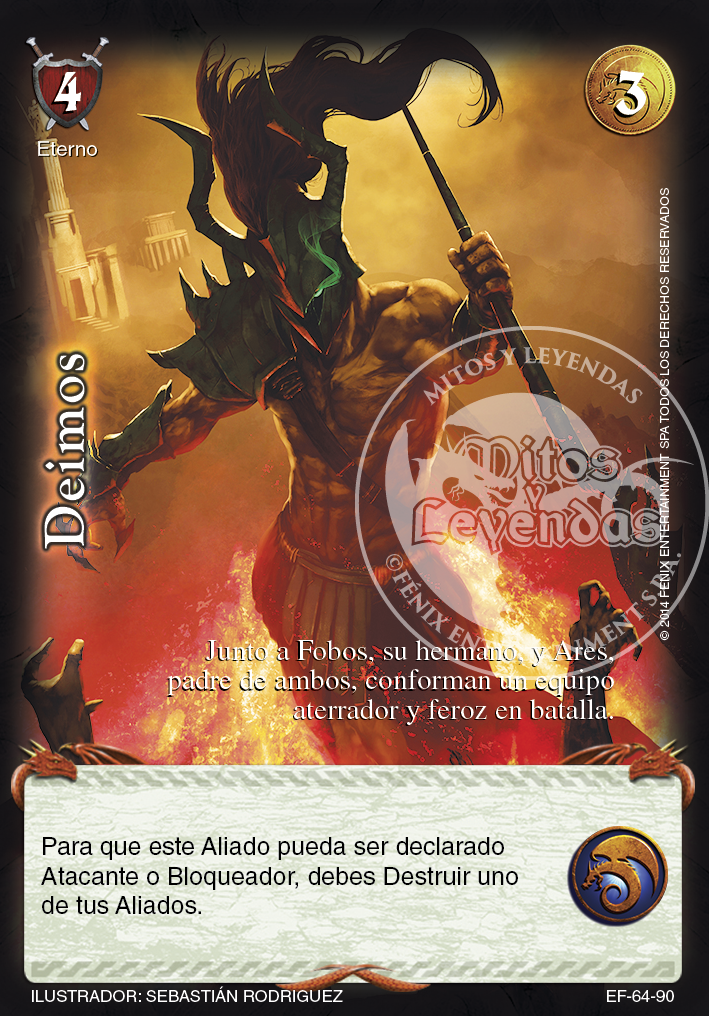 4
3
Eterno
Deimos
MITOS Y LEYENDAS
Mitos
y
Leyendas
© FÉNIX ENTERTAINMENT S.P.A.
© 2014 FENIX ENTERTAINMENT SPA TODOS LOS DERECHOS RESERVADOS
Junto a Fobos, su hermano, y Ares,
padre de ambos, conforman un equipo
aterrador y feroz en batalla.
Para que este Aliado pueda ser declarado
Atacante o Bloqueador, debes Destruir uno
de tus Aliados.
ILUSTRADOR: SEBASTIÁN RODRIGUEZ
EF-64-90